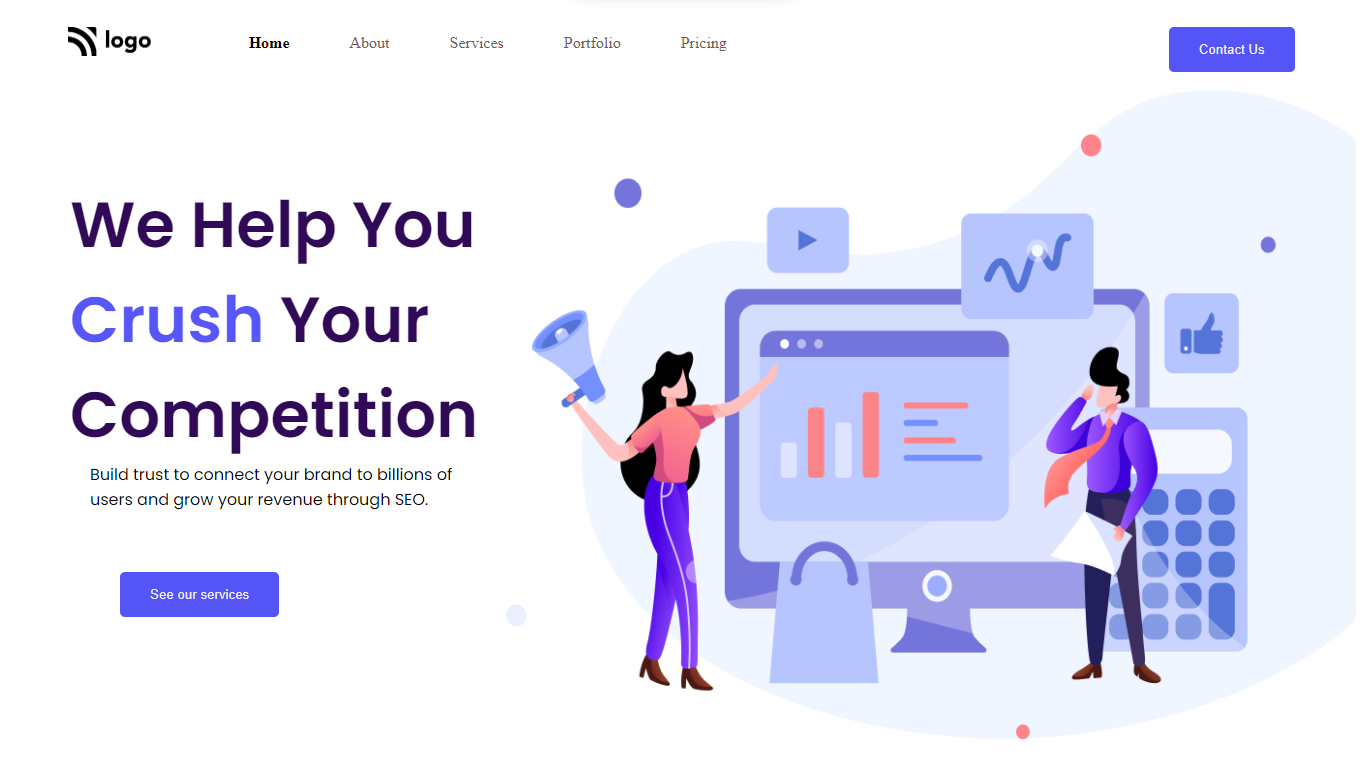 logo
Home
About
Services
Portfolio
Pricing
Contact Us
We Help You
Crush Your
Competition
Build trust to connect your brand to billions of
users and grow your revenue through SEO.
See our services